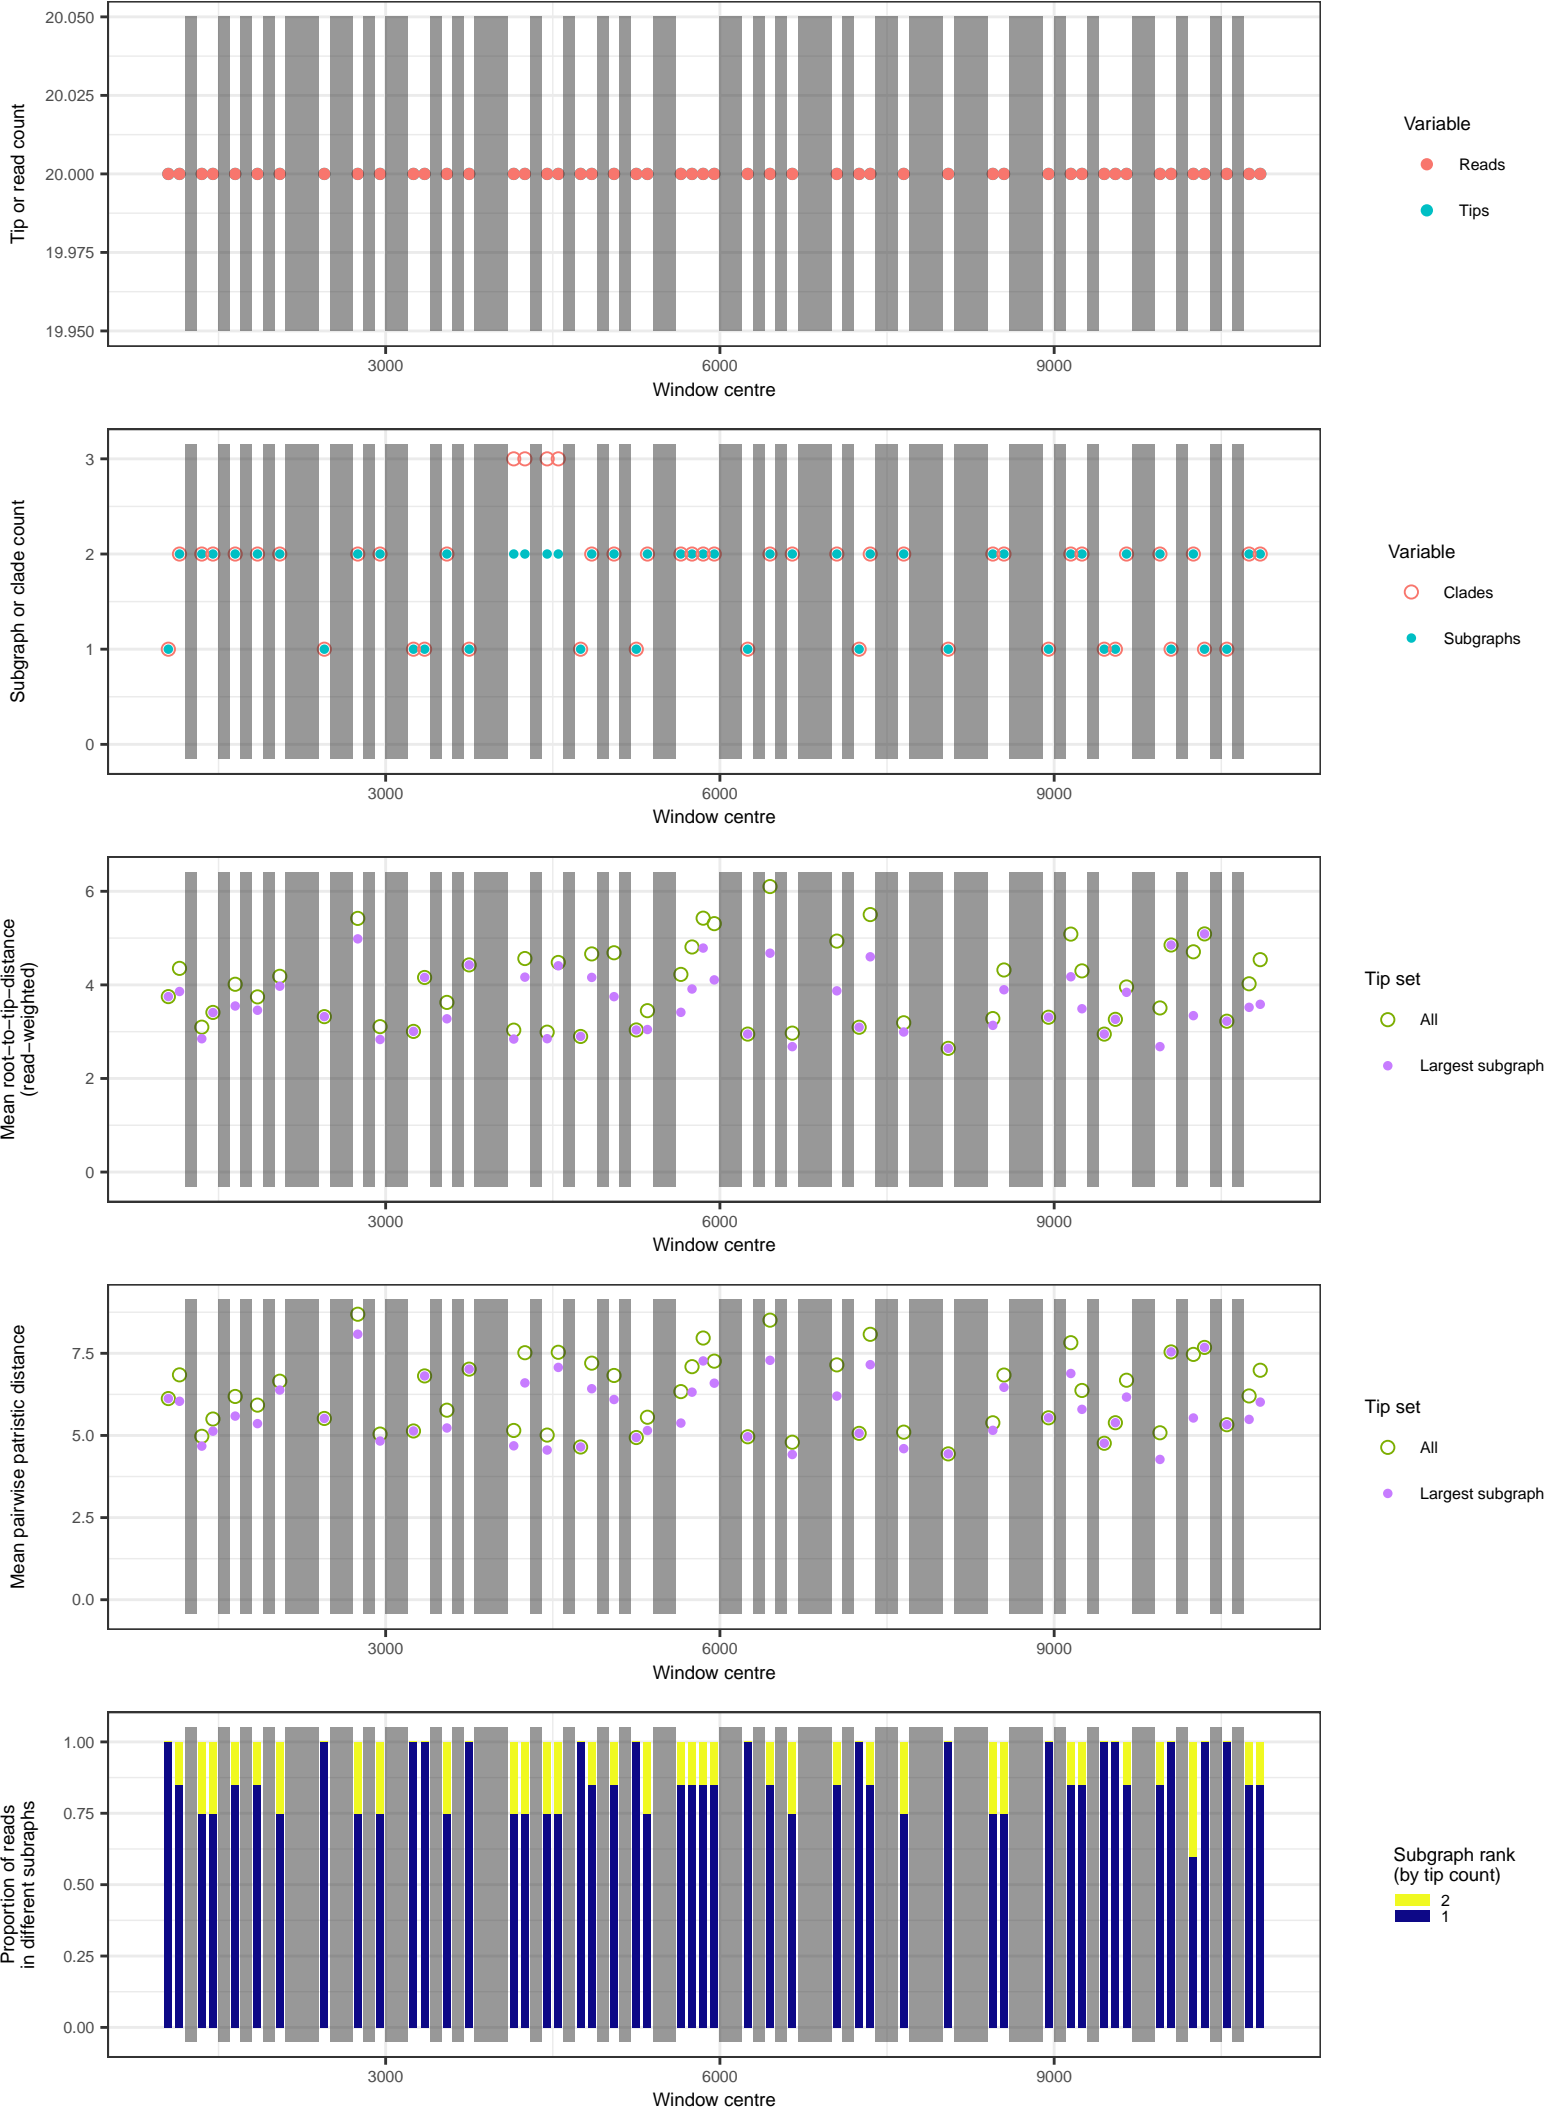 20.050
20.025
20.000
19.975
19.950
Tip or read count
3000
6000
9000
Window centre
Variable
Reads
Tips
3
2
1
0
Subgraph or clade count
3000
6000
9000
Window centre
Variable
Clades
Subgraphs
6
4
2
0
Mean root−to−tip−distance
(read−weighted)
3000
6000
9000
Window centre
Tip set
All
Largest subgraph
7.5
5.0
2.5
0.0
Mean pairwise patristic distance
3000
6000
9000
Window centre
Tip set
All
Largest subgraph
1.00
0.75
0.50
0.25
0.00
Proportion of reads
in different subraphs
3000
6000
9000
Window centre
Subgraph rank
(by tip count)
2
1